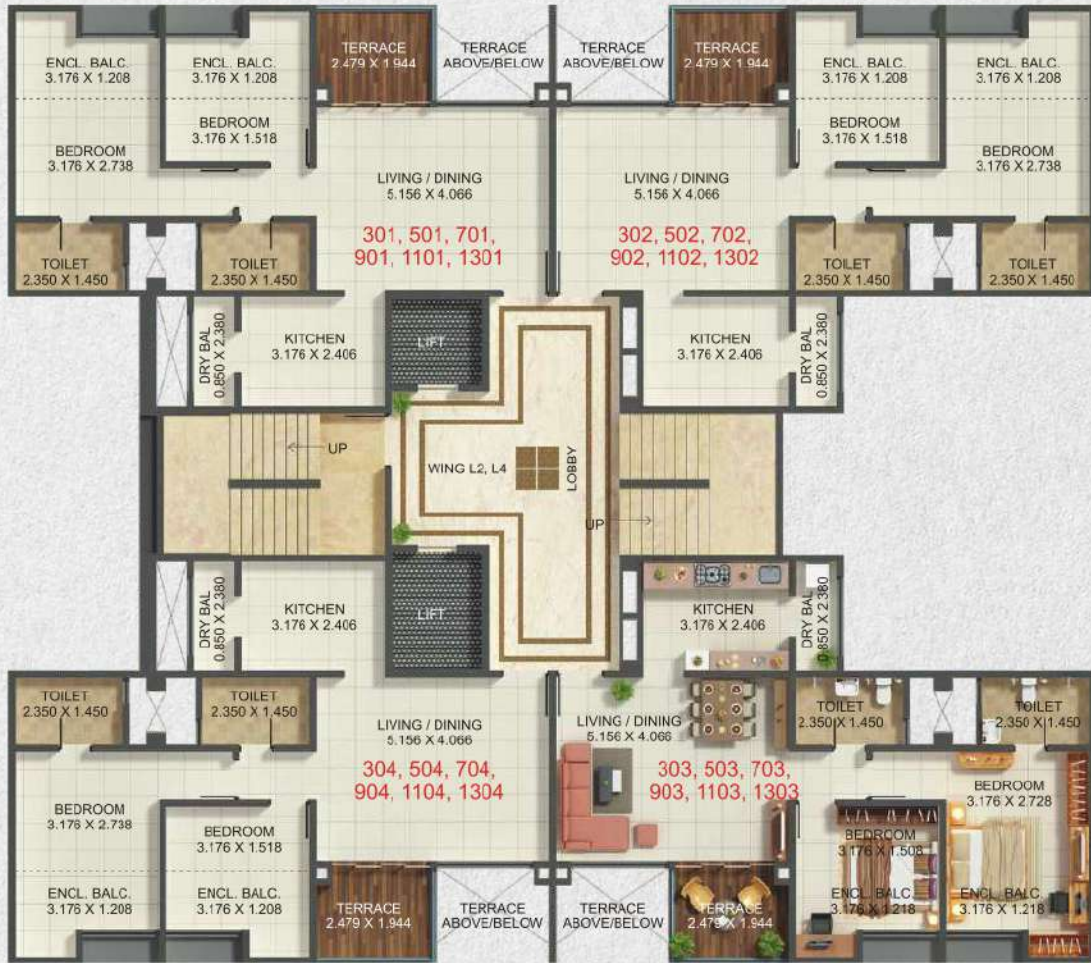 ENCL. BALC.
3.176 X 1.208
ENCL. BALC.
3.176 X 1.208
TERRACE
2.479 X 1.944
TERRACE
ABOVE/BELOW
TERRACE
ABOVE/BELOW
TERRACE
2.479 X 1.944
ENCL. BALC.
3.176 X 1.208
ENCL. BALC.
3.176 X 1.208
BEDROOM
3.176 X 2.738
BEDROOM
3.176 X 1.518
BEDROOM
3.176 X 1.518
BEDROOM
3.176 X 2.738
LIVING / DINING
5.156 X 4.066
LIVING / DINING
5.156 X 4.066
301, 501, 701,
901, 1101, 1301
302, 502, 702,
902, 1102, 1302
TOILET
2.350 X 1.450
TOILET
2.350 X 1.450
TOILET
2.350 X 1.450
TOILET
2.350 X 1.450
DRY BAL
0.850 X 2.380
KITCHEN
3.176 X 2.406
LIFT
KITCHEN
3.176 X 2.406
DRY BAL
0.850 X 2.380
UP
WING L2, L4
LOBBY
UP
DRY BAL
0.850 X 2.380
KITCHEN
3.176 X 2.406
LIFT
KITCHEN
3.176 X 2.406
DRY BAL
0.850 X 2.380
TOILET
2.350 X 1.450
TOILET
2.350 X 1.450
LIVING / DINING
5.156 X 4.066
LIVING / DINING
5.156 X 4.066
TOILET
2.350 X 1.450
TOILET
2.350 X 1.450
304, 504, 704,
904, 1104, 1304
303, 503, 703,
903, 1103, 1303
BEDROOM
3.176 X 2.738
BEDROOM
3.176 X 1.518
BEDROOM
3.176 X 1.508
BEDROOM
3.176 X 2.728
ENCL. BALC.
3.176 X 1.208
ENCL. BALC.
3.176 X 1.208
TERRACE
2.479 X 1.944
TERRACE
ABOVE/BELOW
TERRACE
ABOVE/BELOW
TERRACE
2.479 X 1.944
ENCL. BALC.
3.176 X 1.218
ENCL. BALC.
3.176 X 1.218